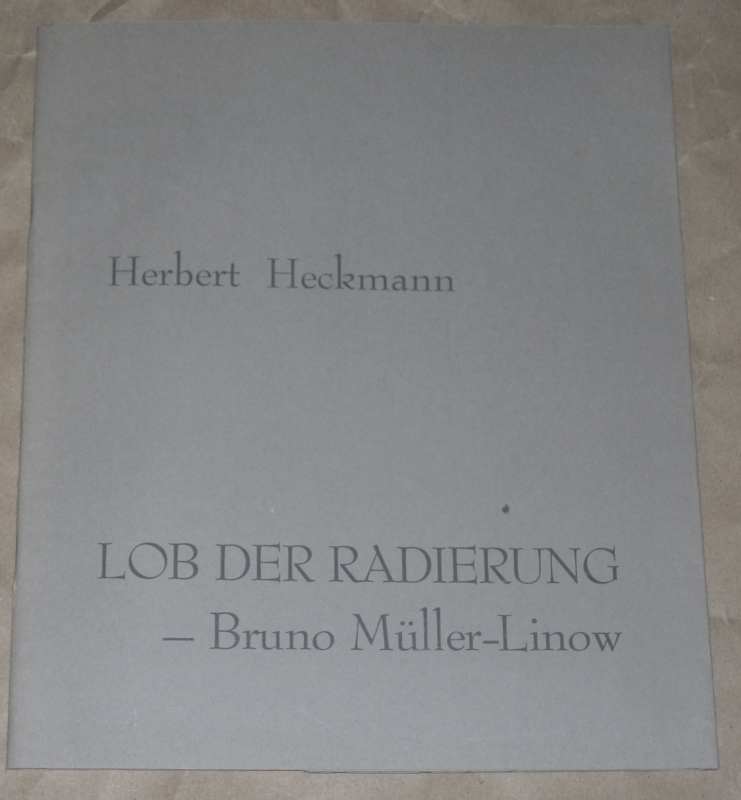 Herbert Heckmann
LOB DER RADIERUNG
– Bruno Müller-Linow